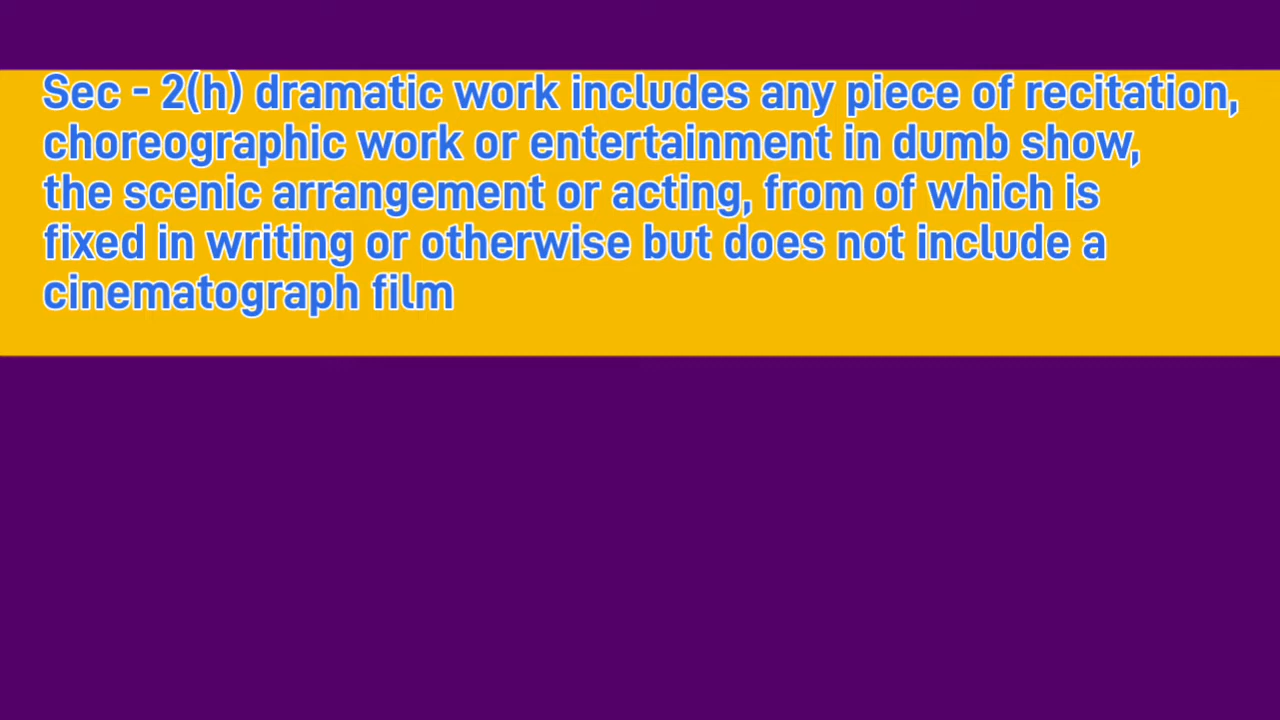 Sec - 2(h) dramatic work includes any piece of recitation,
choreographic work or entertainment in dumb show,
the scenic arrangement or acting, from of which is
fixed in writing or otherwise but does not include a
cinematograph film